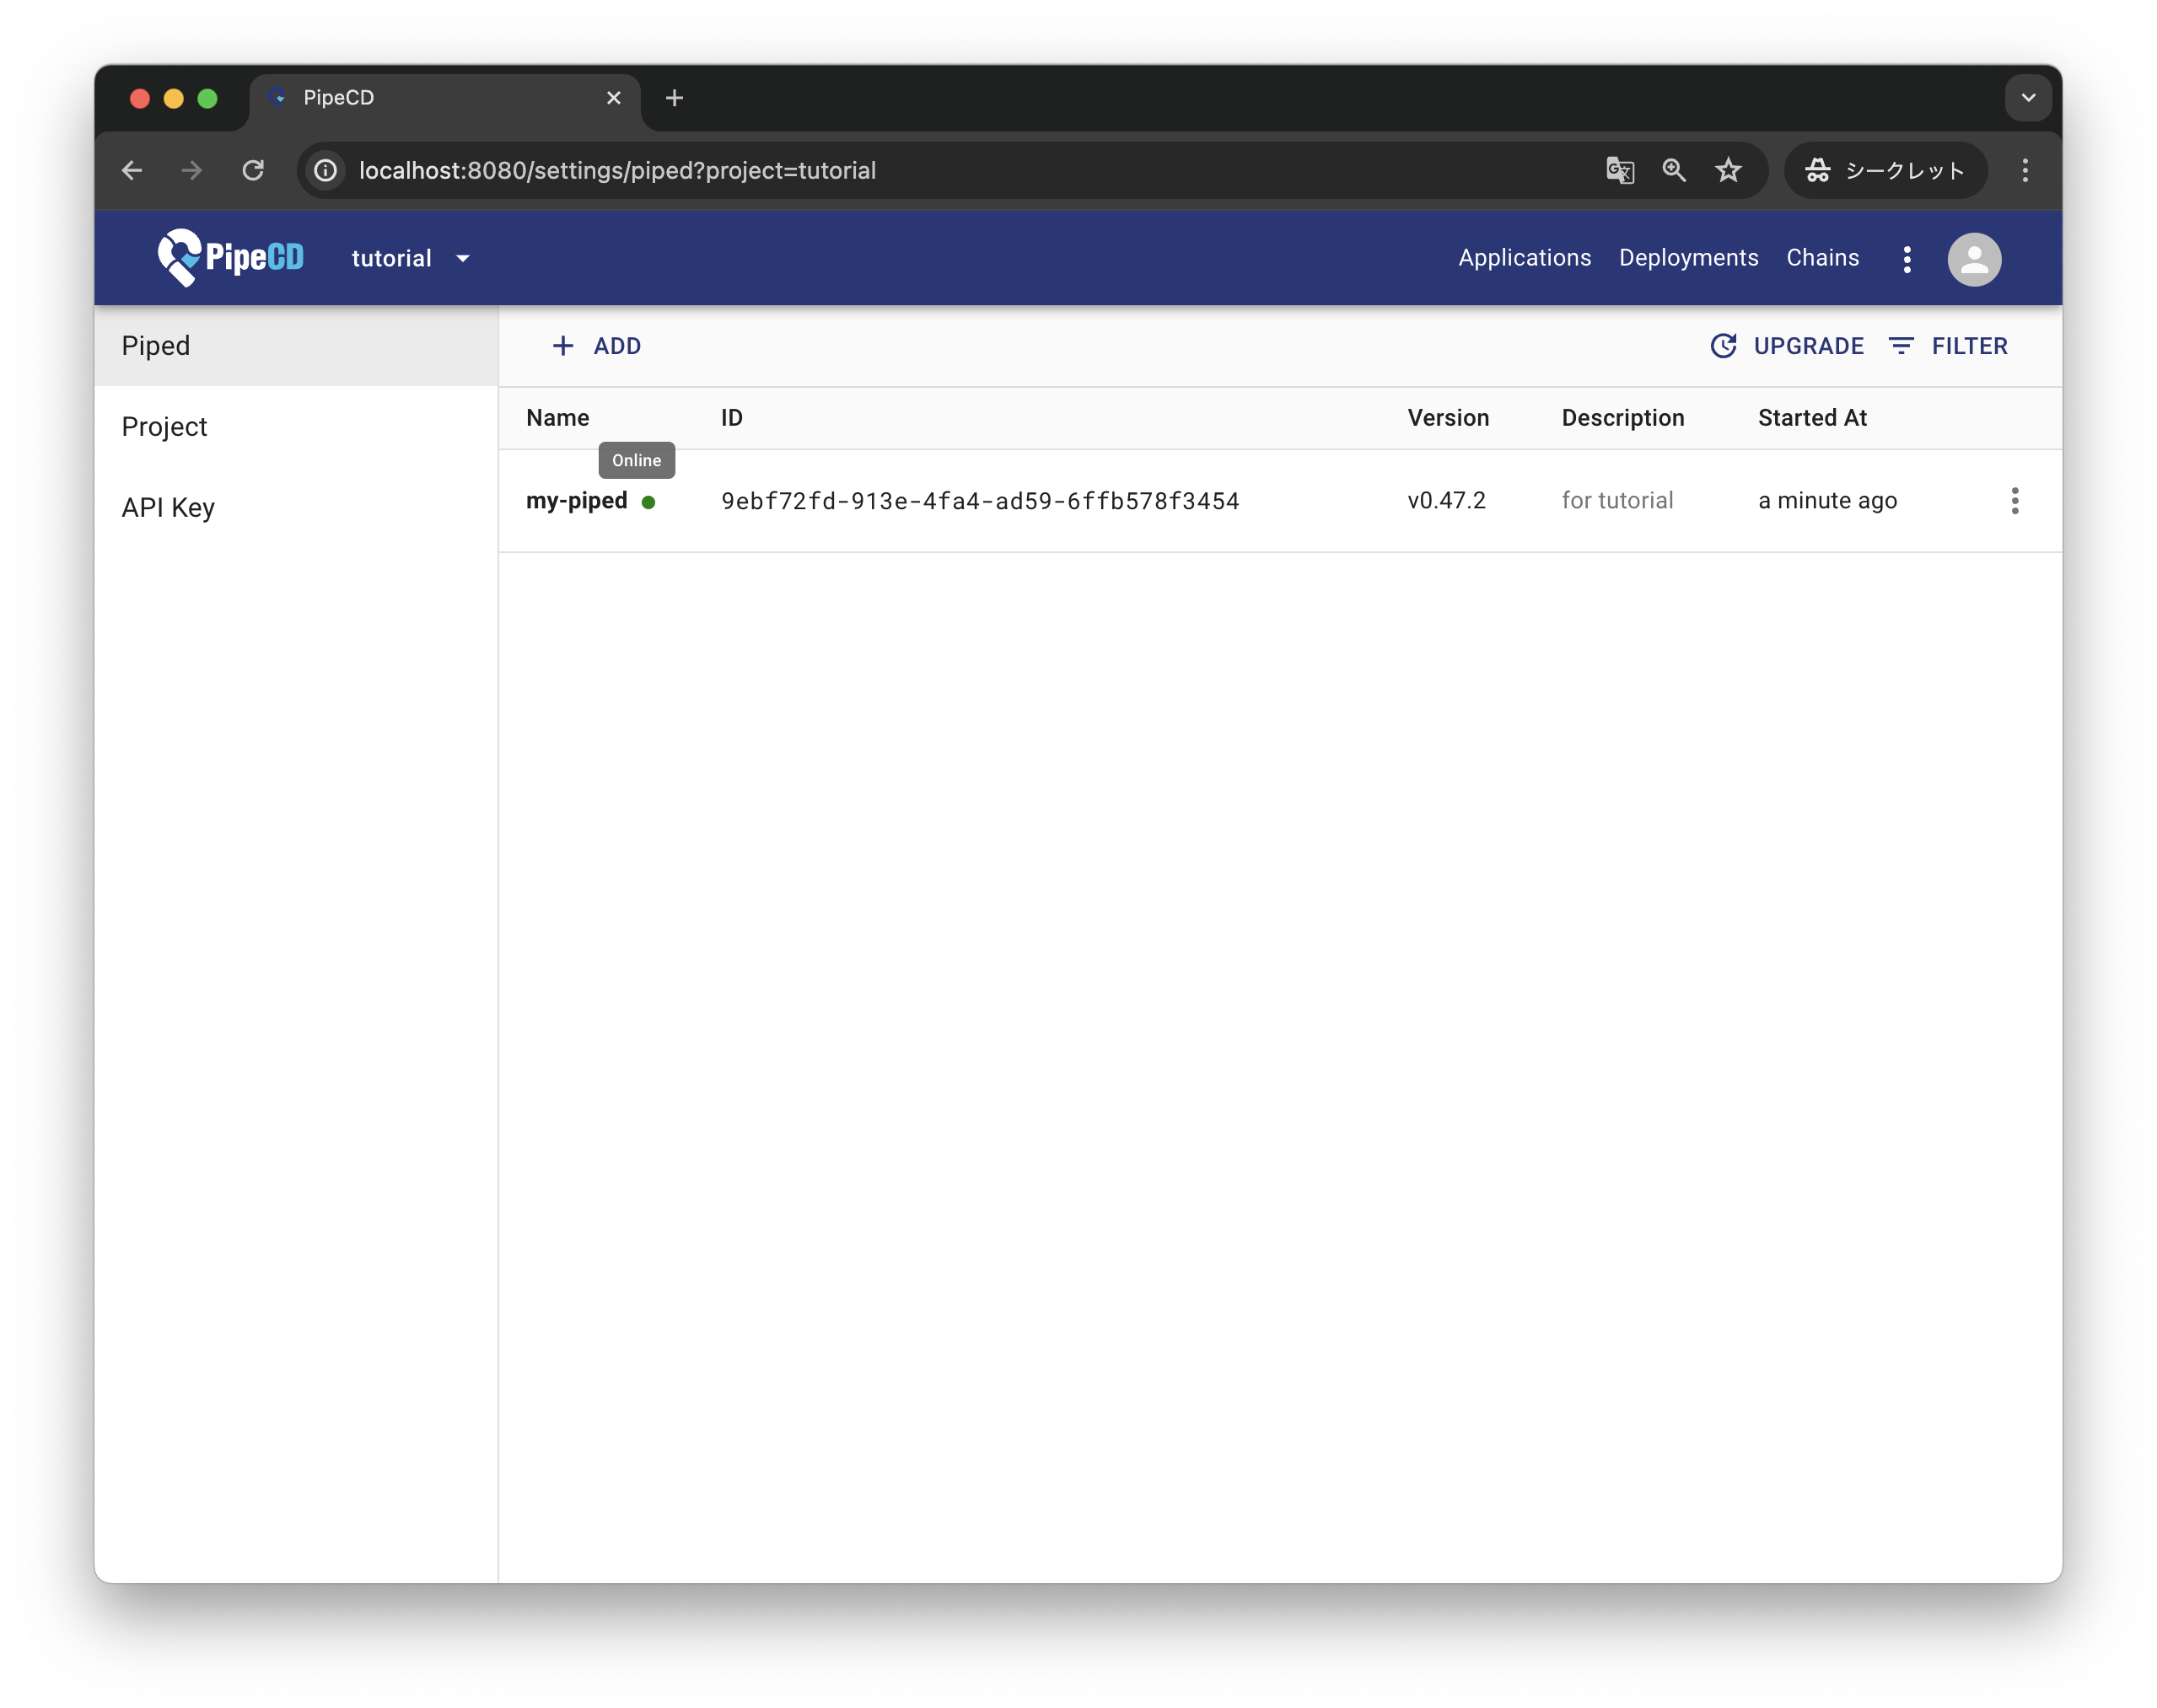 PipeCD
localhost:8080/settings/piped?project=tutorial
シークレット
PipeCD tutorial Applications Deployments Chains
Piped
Project
API Key
ADD UPGRADE FILTER
Name ID Version Description Started At
Online
my-piped 9ebf72fd-913e-4fa4-ad59-6ffb578f3454 v0.47.2 for tutorial a minute ago